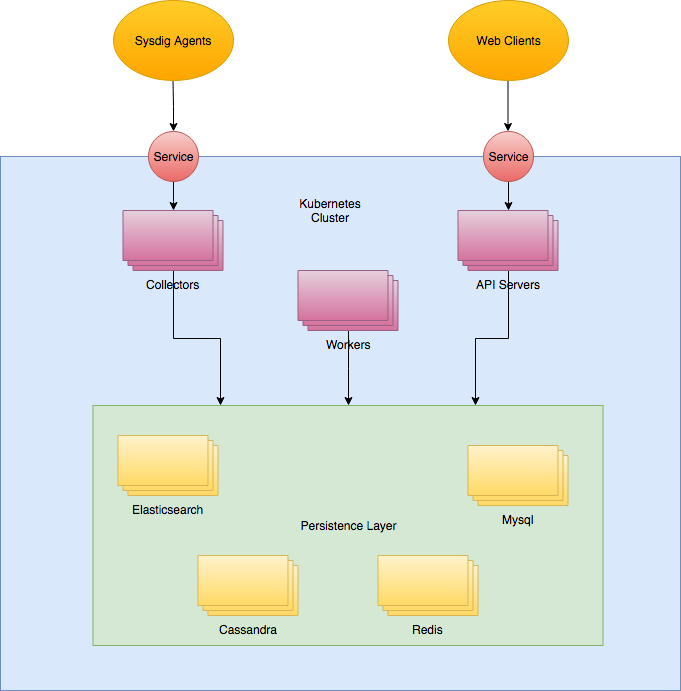 Sysdig Agents
Web Clients
Service
Service
Kubernetes
Cluster
Collectors
API Servers
Workers
Elasticsearch
Mysql
Persistence Layer
Cassandra
Redis